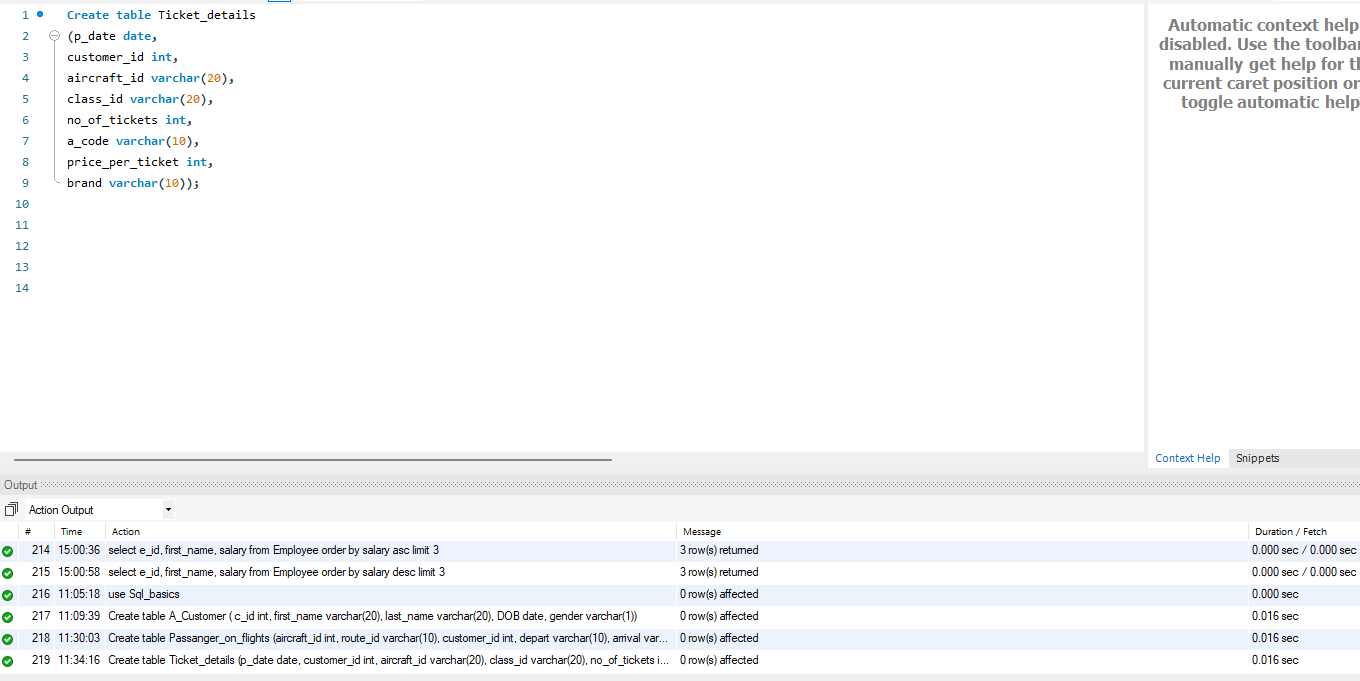 1 Create table Ticket_details
2 (p_date date,
3 customer_id int,
4 aircraft_id varchar(20),
5 class_id varchar(20),
6 no_of_tickets int,
7 a_code varchar(10),
8 price_per_ticket int,
9 brand varchar(10));
10
11
12
13
14
Automatic context help
disabled. Use the toolbar
manually get help for th
current caret position or
toggle automatic help
Context Help Snippets
Output
Action Output
# Time Action Message Duration / Fetch
214 15:00:36 select e_id, first_name, salary from Employee order by salary asc limit 3 3 row(s) returned 0.000 sec / 0.000 sec
215 15:00:58 select e_id, first_name, salary from Employee order by salary desc limit 3 3 row(s) returned 0.000 sec / 0.000 sec
216 11:05:18 use Sql_basics 0 row(s) affected 0.000 sec
217 11:09:39 Create table A_Customer ( c_id int, first_name varchar(20), last_name varchar(20), DOB date, gender varchar(1)) 0 row(s) affected 0.016 sec
218 11:30:03 Create table Passanger_on_flights (aircraft_id int, route_id varchar(10), customer_id int, depart varchar(10), arrival var... 0 row(s) affected 0.016 sec
219 11:34:16 Create table Ticket_details (p_date date, customer_id int, aircraft_id varchar(20), class_id varchar(20), no_of_tickets i... 0 row(s) affected 0.016 sec